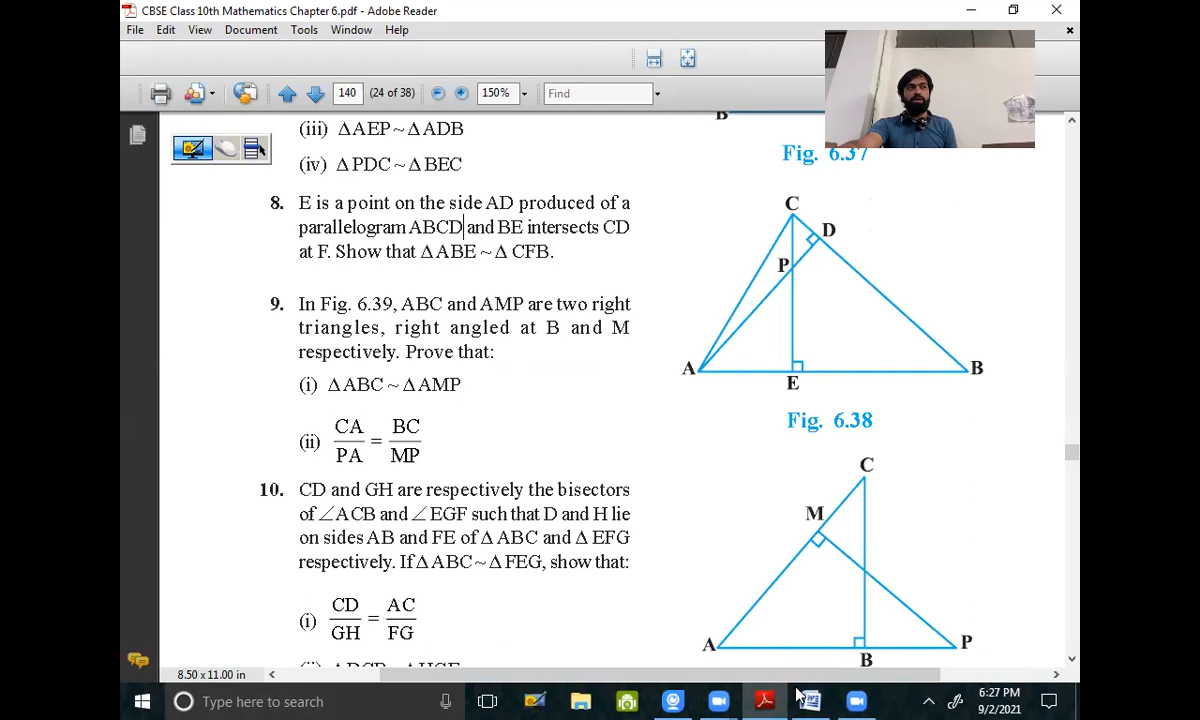 CBSE Class 10th Mathematics Chapter 6.pdf - Adobe Reader
File Edit View Document Tools Window Help
140 (24 of 38) 150% Find
(iii) ΔAEP ~ ΔADB
(iv) ΔPDC ~ ΔBEC
8. E is a point on the side AD produced of a
parallelogram ABCD and BE intersects CD
at F. Show that ΔABE ~ ΔCFB.
9. In Fig. 6.39, ABC and AMP are two right
triangles, right angled at B and M
respectively. Prove that:
(i) ΔABC ~ ΔAMP
(ii) CA/PA = BC/MP
10. CD and GH are respectively the bisectors
of ∠ACB and ∠EGF such that D and H lie
on sides AB and FE of ΔABC and ΔEFG
respectively. If ΔABC ~ ΔFEG, show that:
(i) CD/GH = AC/FG
(ii) ΔDCB ~ ΔHGE
B
Fig. 6.37
C
D
P
A
E
B
Fig. 6.38
C
M
A
B
P
8.50 x 11.00 in
Type here to search
6:27 PM
9/2/2021